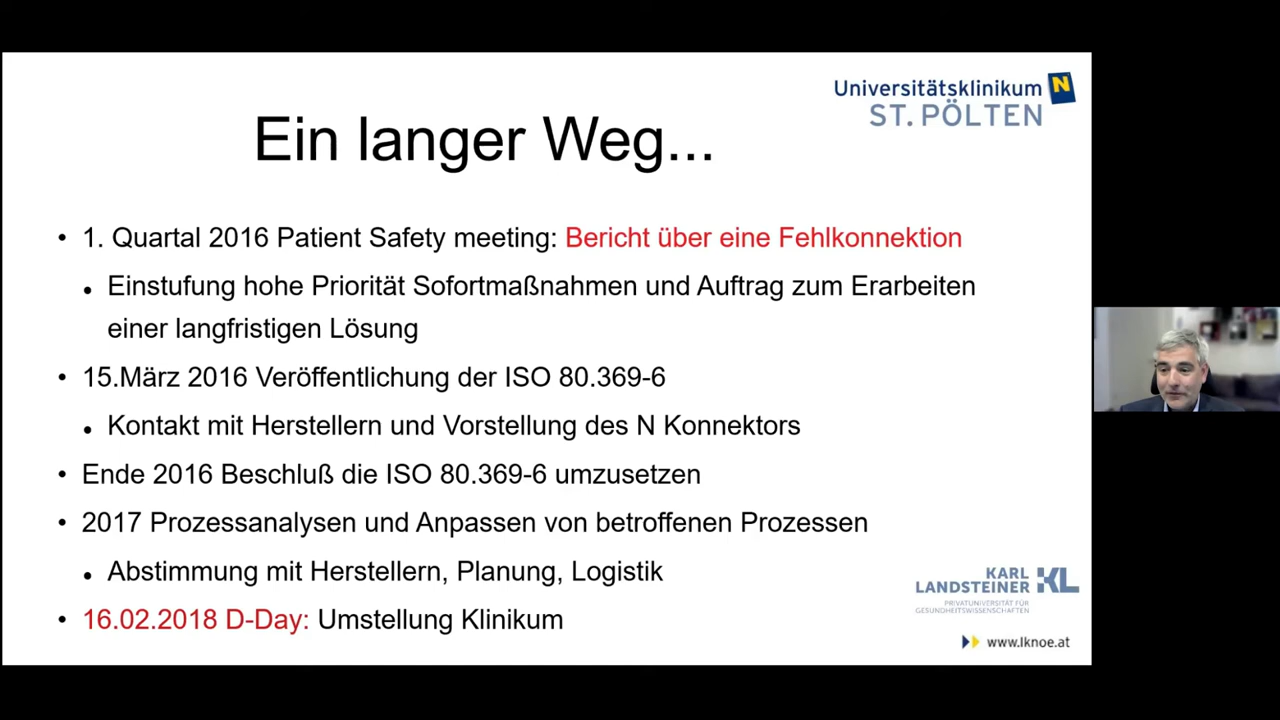 Universitätsklinikum N
ST. PÖLTEN
Ein langer Weg...
• 1. Quartal 2016 Patient Safety meeting: Bericht über eine Fehlkonnektion
• Einstufung hohe Priorität Sofortmaßnahmen und Auftrag zum Erarbeiten
einer langfristigen Lösung
• 15.März 2016 Veröffentlichung der ISO 80.369-6
• Kontakt mit Herstellern und Vorstellung des N Konnektors
• Ende 2016 Beschluß die ISO 80.369-6 umzusetzen
• 2017 Prozessanalysen und Anpassen von betroffenen Prozessen
• Abstimmung mit Herstellern, Planung, Logistik
• 16.02.2018 D-Day: Umstellung Klinikum
KARL
LANDSTEINER KL
PRIVATUNIVERSITÄT FÜR
GESUNDHEITSWISSENSCHAFTEN
www.lknoe.at